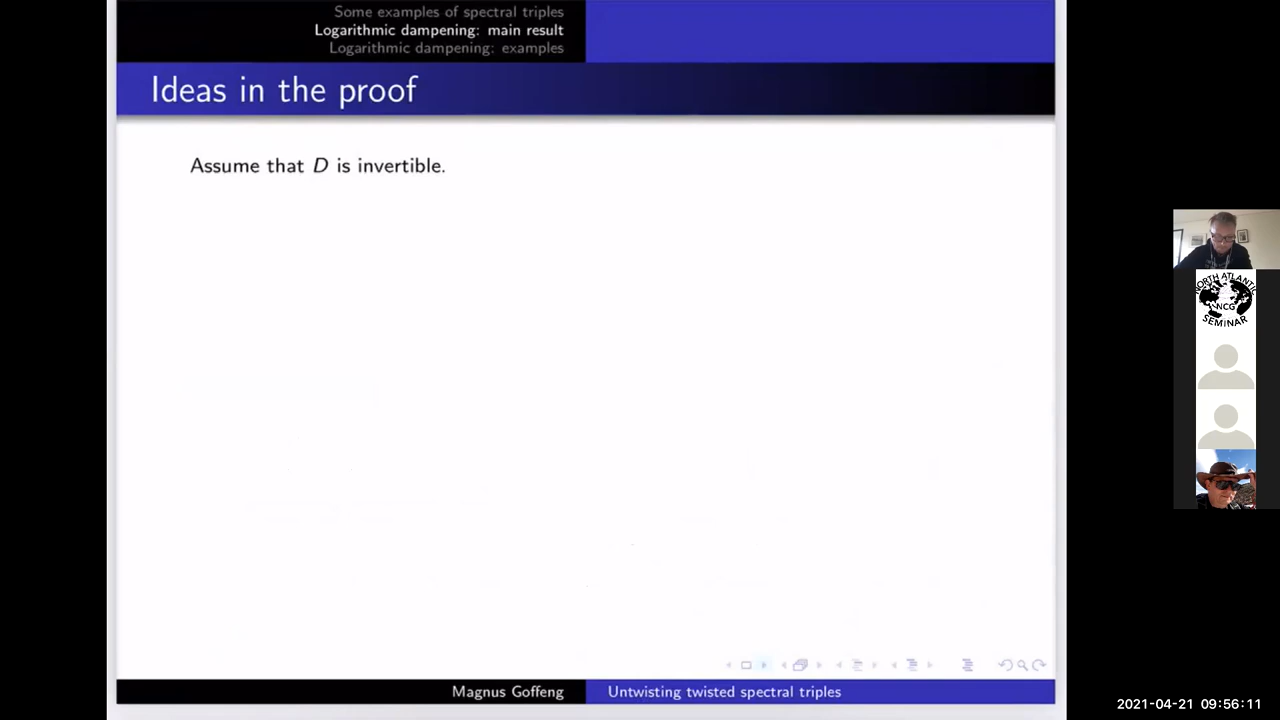 Some examples of spectral triples
Logarithmic dampening: main result
Logarithmic dampening: examples
Ideas in the proof
Assume that D is invertible.
NORTH ATLANTIC
NCG
SEMINAR
Magnus Goffeng
Untwisting twisted spectral triples
2021-04-21 09:56:11